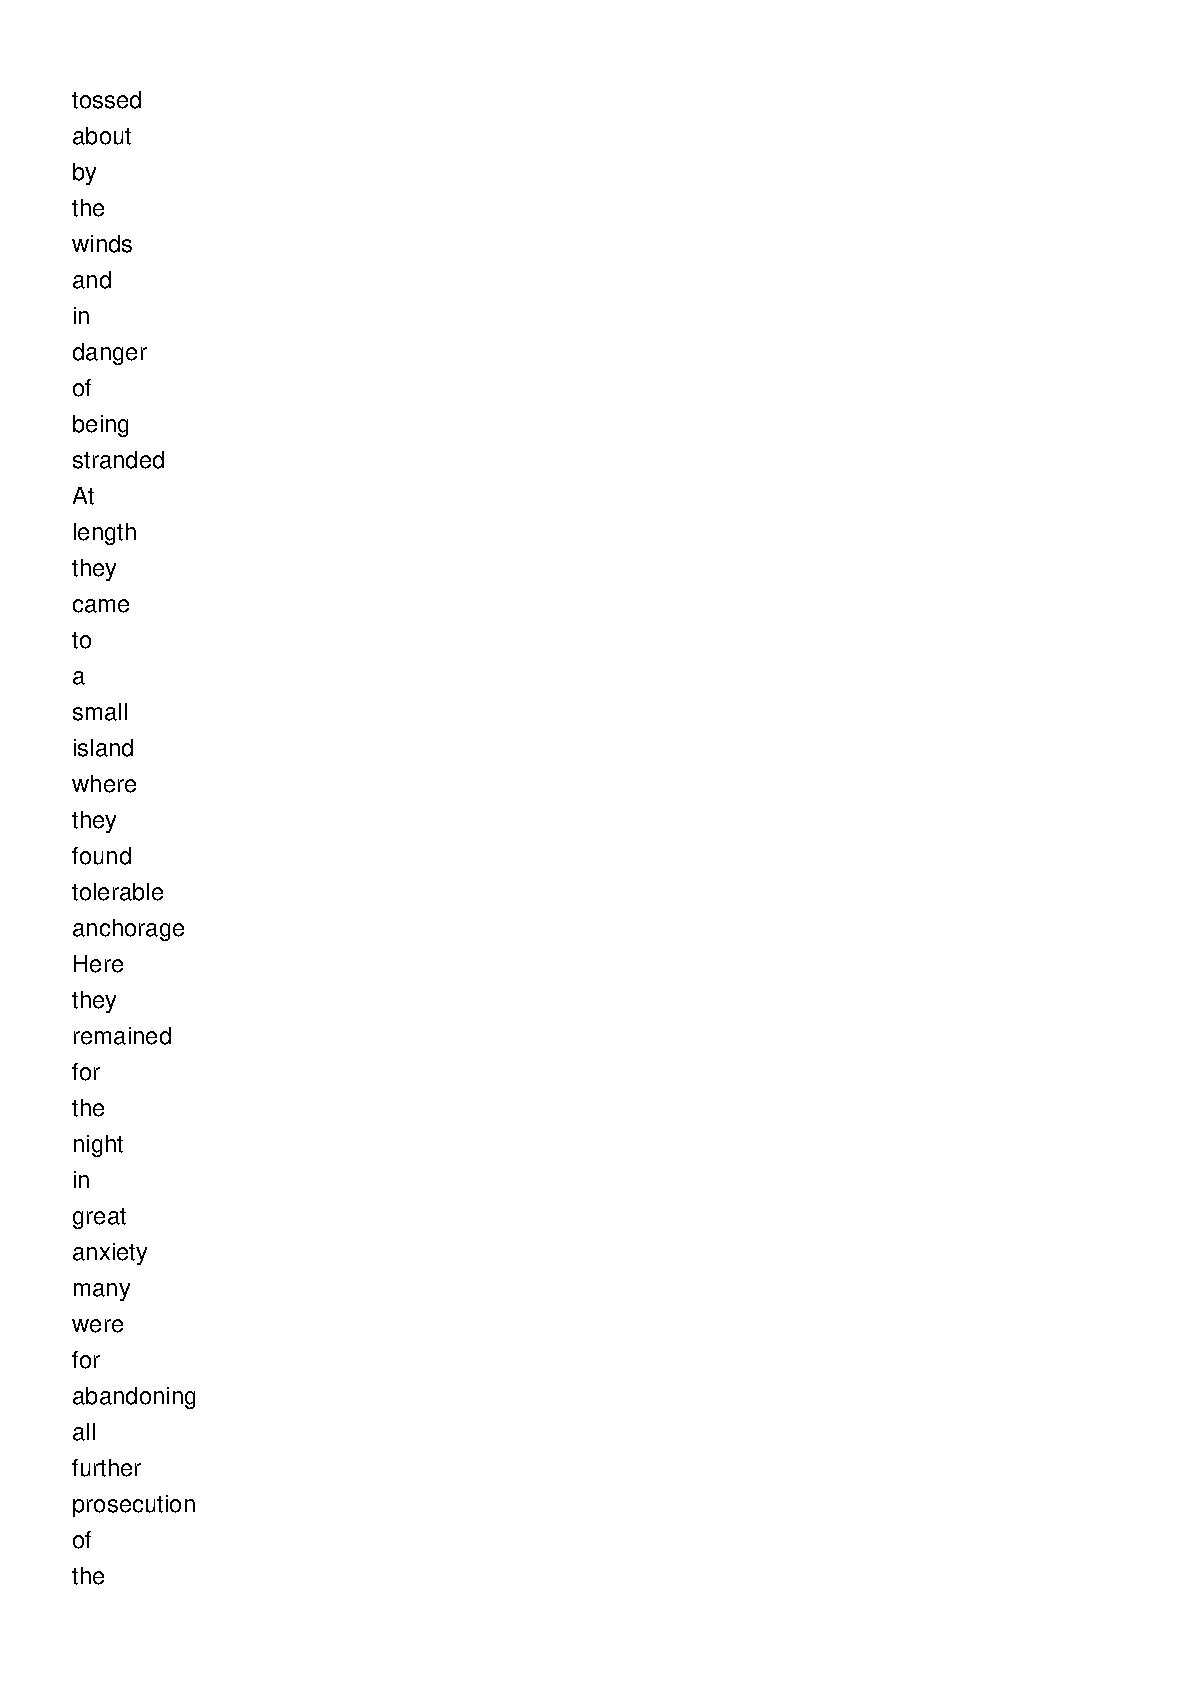 tossed
about
by
the
winds
and
in
danger
of
being
stranded
At
length
they
came
to
a
small
island
where
they
found
tolerable
anchorage
Here
they
remained
for
the
night
in
great
anxiety
many
were
for
abandoning
all
further
prosecution
of
the